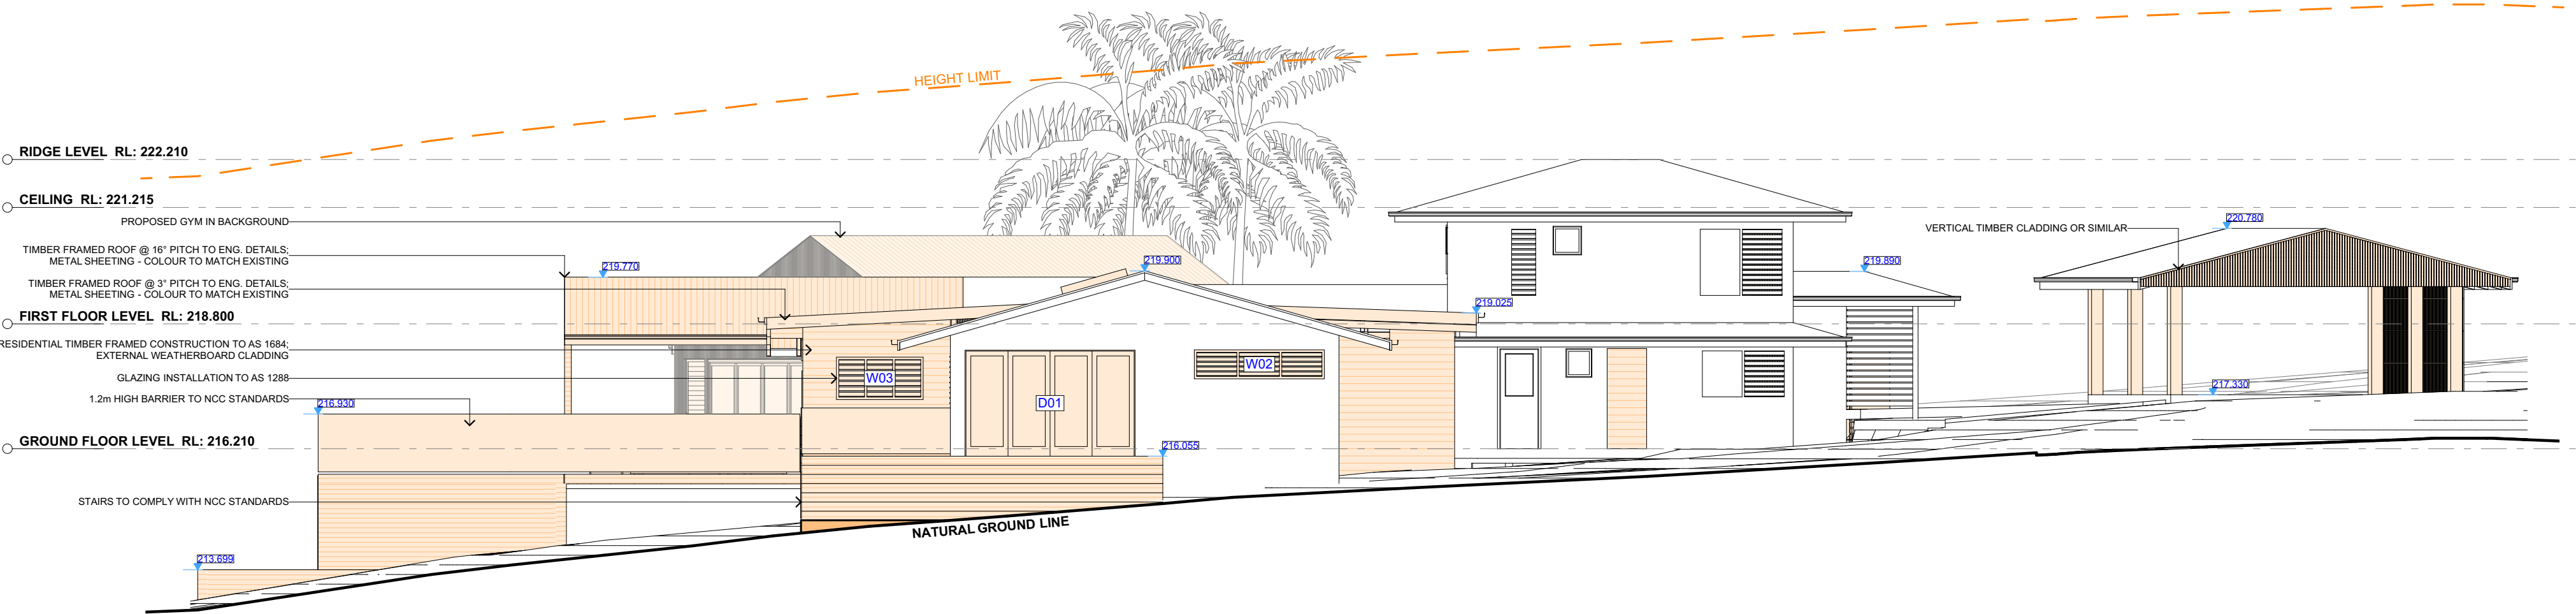 HEIGHT LIMIT
RIDGE LEVEL RL: 222.210
CEILING RL: 221.215
PROPOSED GYM IN BACKGROUND
220.780
VERTICAL TIMBER CLADDING OR SIMILAR
TIMBER FRAMED ROOF @ 16° PITCH TO ENG. DETAILS;
METAL SHEETING - COLOUR TO MATCH EXISTING
219.770
219.900
219.890
TIMBER FRAMED ROOF @ 3° PITCH TO ENG. DETAILS;
METAL SHEETING - COLOUR TO MATCH EXISTING
219.025
FIRST FLOOR LEVEL RL: 218.800
RESIDENTIAL TIMBER FRAMED CONSTRUCTION TO AS 1684;
EXTERNAL WEATHERBOARD CLADDING
W02
GLAZING INSTALLATION TO AS 1288
W03
217.330
1.2m HIGH BARRIER TO NCC STANDARDS
216.930
D01
GROUND FLOOR LEVEL RL: 216.210
216.055
STAIRS TO COMPLY WITH NCC STANDARDS
NATURAL GROUND LINE
213.699